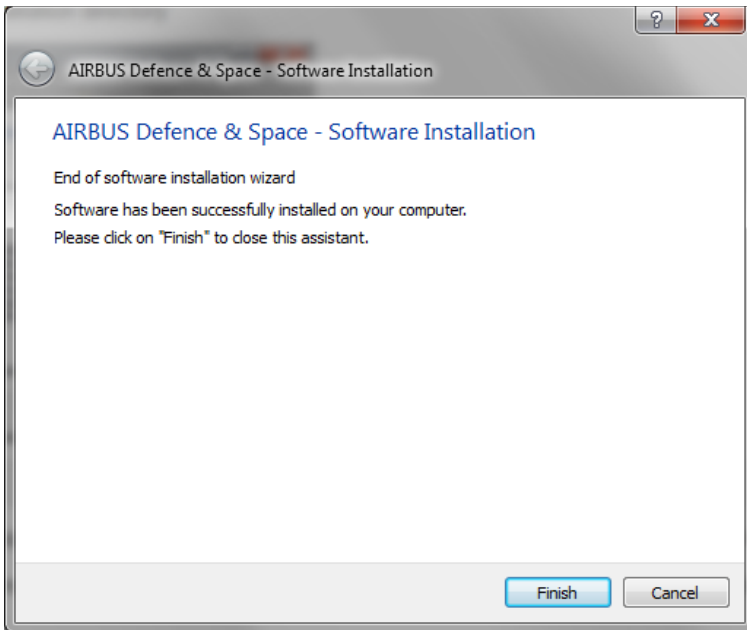 AIRBUS Defence & Space - Software Installation
AIRBUS Defence & Space - Software Installation
End of software installation wizard
Software has been successfully installed on your computer.
Please click on "Finish" to close this assistant.
Finish
Cancel